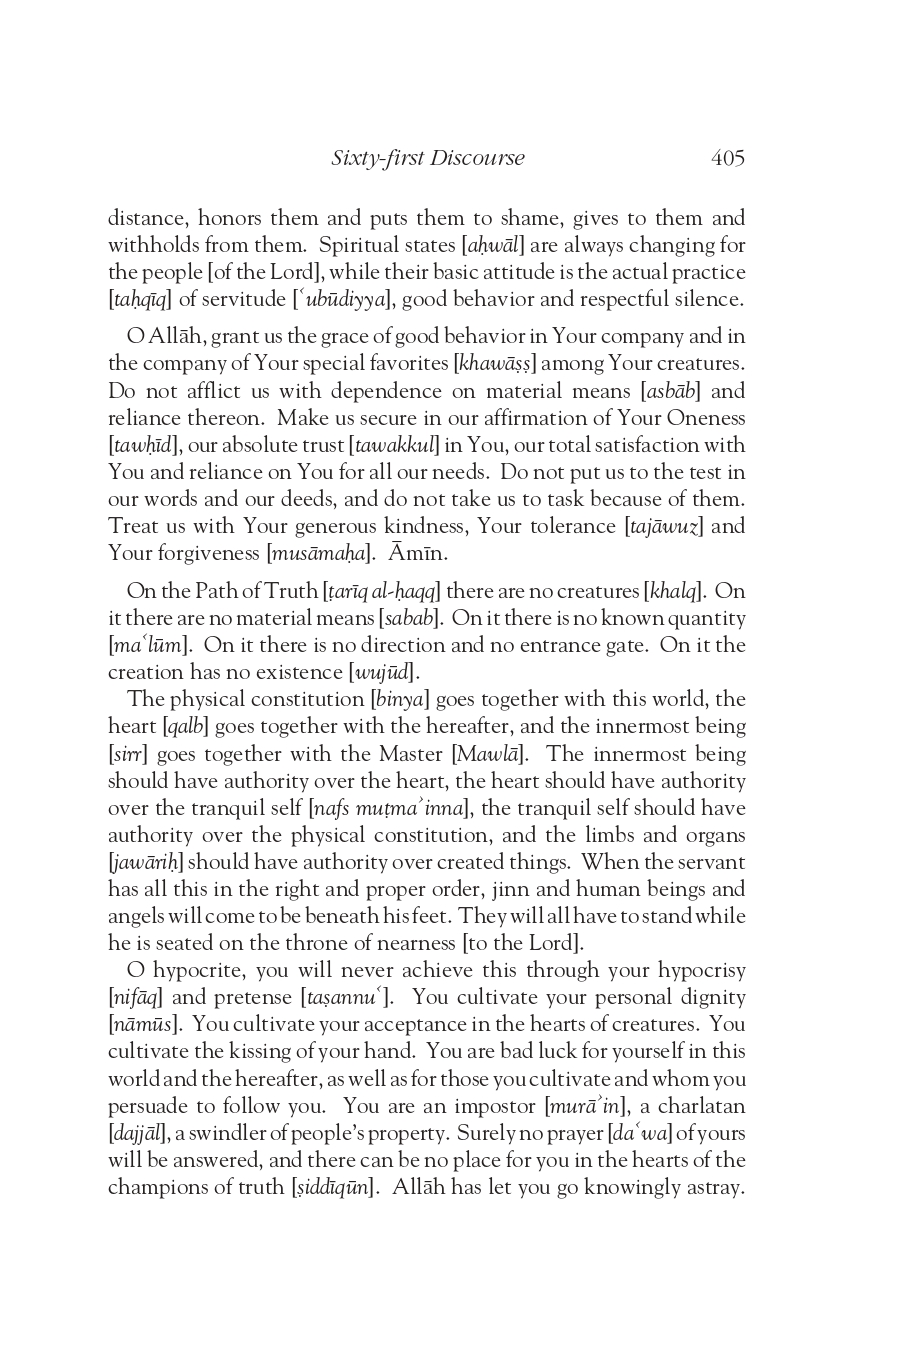 Sixty-first Discourse 405
distance, honors them and puts them to shame, gives to them and
withholds from them. Spiritual states [aḥwāl] are always changing for
the people [of the Lord], while their basic attitude is the actual practice
[taḥqīq] of servitude [ʿubūdiyya], good behavior and respectful silence.
O Allāh, grant us the grace of good behavior in Your company and in
the company of Your special favorites [khawāṣṣ] among Your creatures.
Do not afflict us with dependence on material means [asbāb] and
reliance thereon. Make us secure in our affirmation of Your Oneness
[tawḥīd], our absolute trust [tawakkul] in You, our total satisfaction with
You and reliance on You for all our needs. Do not put us to the test in
our words and our deeds, and do not take us to task because of them.
Treat us with Your generous kindness, Your tolerance [tajāwuz] and
Your forgiveness [musāmaḥa]. Āmīn.
On the Path of Truth [ṭarīq al-ḥaqq] there are no creatures [khalq]. On
it there are no material means [sabab]. On it there is no known quantity
[maʿlūm]. On it there is no direction and no entrance gate. On it the
creation has no existence [wujūd].
The physical constitution [binya] goes together with this world, the
heart [qalb] goes together with the hereafter, and the innermost being
[sirr] goes together with the Master [Mawlā]. The innermost being
should have authority over the heart, the heart should have authority
over the tranquil self [nafs muṭmaʾinna], the tranquil self should have
authority over the physical constitution, and the limbs and organs
[jawāriḥ] should have authority over created things. When the servant
has all this in the right and proper order, jinn and human beings and
angels will come to be beneath his feet. They will all have to stand while
he is seated on the throne of nearness [to the Lord].
O hypocrite, you will never achieve this through your hypocrisy
[nifāq] and pretense [taṣannuʿ]. You cultivate your personal dignity
[nāmūs]. You cultivate your acceptance in the hearts of creatures. You
cultivate the kissing of your hand. You are bad luck for yourself in this
world and the hereafter, as well as for those you cultivate and whom you
persuade to follow you. You are an impostor [murāʾin], a charlatan
[dajjāl], a swindler of people’s property. Surely no prayer [daʿwa] of yours
will be answered, and there can be no place for you in the hearts of the
champions of truth [ṣiddīqūn]. Allāh has let you go knowingly astray.